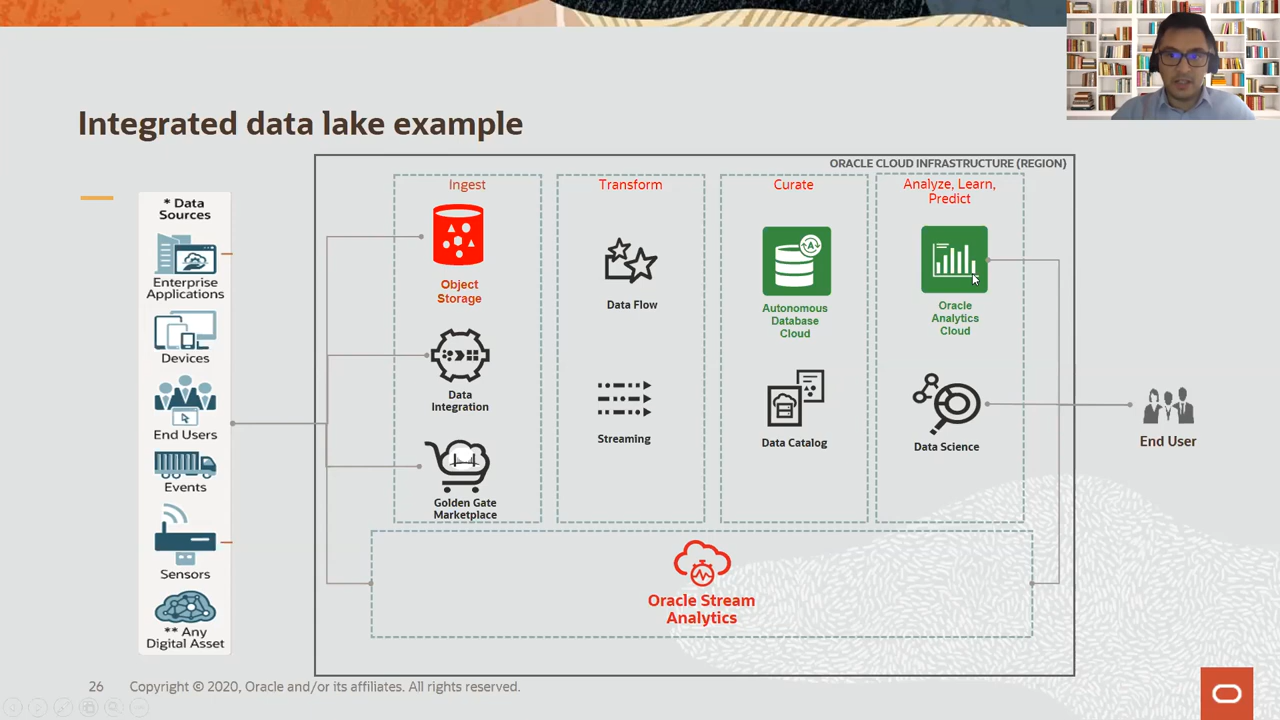 Integrated data lake example
ORACLE CLOUD INFRASTRUCTURE (REGION)
* Data
Sources
Enterprise
Applications
Devices
End Users
Events
Sensors
** Any
Digital Asset
Ingest
Object
Storage
Data
Integration
Golden Gate
Marketplace
Transform
Data Flow
Streaming
Curate
Autonomous
Database
Cloud
Data Catalog
Analyze, Learn,
Predict
Oracle
Analytics
Cloud
Data Science
End User
Oracle Stream
Analytics
26 Copyright © 2020, Oracle and/or its affiliates. All rights reserved.